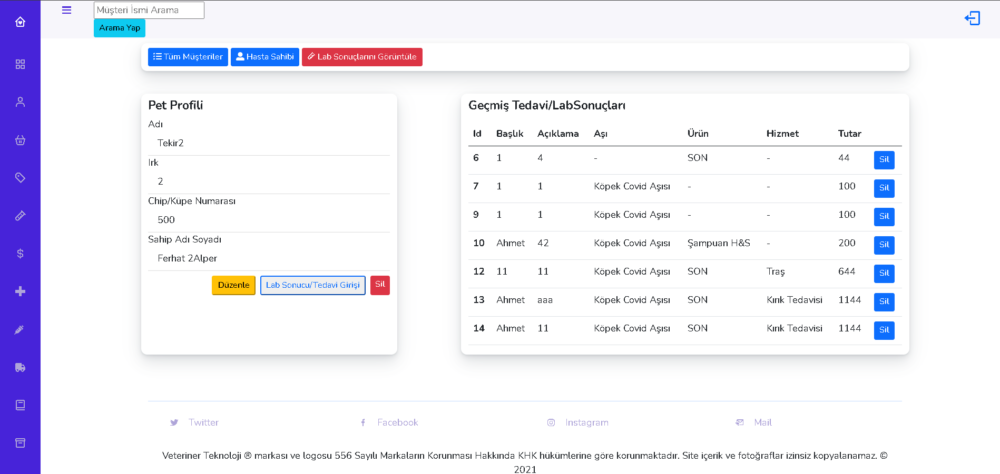 Müşteri İsmi Arama
Arama Yap
Tüm Müşteriler Hasta Sahibi Lab Sonuçlarını Görüntüle
Pet Profili
Adı
Tekir2
Irk
2
Chip/Küpe Numarası
500
Sahip Adı Soyadı
Ferhat 2Alper
Düzenle Lab Sonucu/Tedavi Girişi Sil
Geçmiş Tedavi/LabSonuçları
Id Başlık Açıklama Aşı Ürün Hizmet Tutar
6 1 4 - SON - 44 Sil
7 1 1 Köpek Covid Aşısı - - 100 Sil
9 1 1 Köpek Covid Aşısı - - 100 Sil
10 Ahmet 42 Köpek Covid Aşısı Şampuan H&S - 200 Sil
12 11 11 Köpek Covid Aşısı SON Traş 644 Sil
13 Ahmet aaa Köpek Covid Aşısı SON Kırık Tedavisi 1144 Sil
14 Ahmet 11 Köpek Covid Aşısı SON Kırık Tedavisi 1144 Sil
Twitter Facebook Instagram Mail
Veteriner Teknoloji ® markası ve logosu 556 Sayılı Markaların Korunması Hakkında KHK hükümlerine göre korunmaktadır. Site içerik ve fotoğraflar izinsiz kopyalanamaz. ©
2021